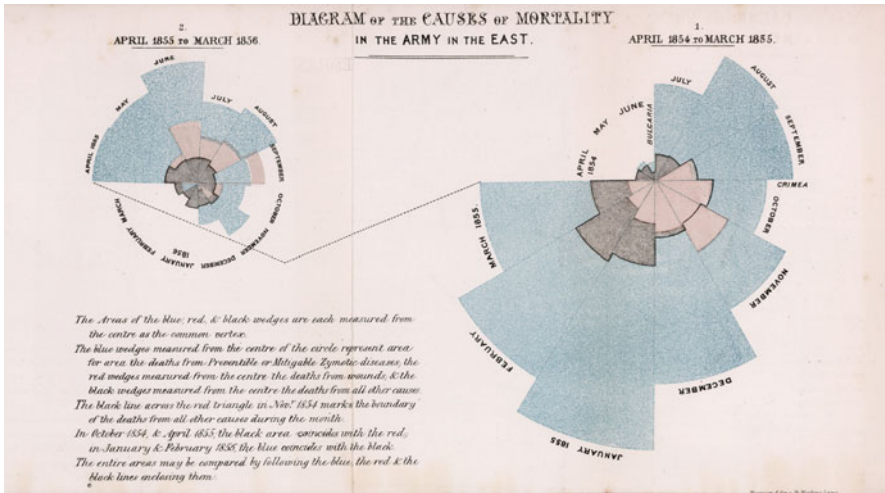 DIAGRAM OF THE CAUSES OF MORTALITY
IN THE ARMY IN THE EAST.
2.
APRIL 1855 TO MARCH 1856.
1.
APRIL 1854 TO MARCH 1855.
APRIL 1855
MAY
JUNE
JULY
AUGUST
SEPTEMBER
OCTOBER
NOVEMBER
DECEMBER
JANUARY
1856
FEBRUARY
MARCH
APRIL
1854
MAY
JUNE
BULGARIA
JULY
AUGUST
SEPTEMBER
CRIMEA
OCTOBER
NOVEMBER
DECEMBER
JANUARY 1855
FEBRUARY
MARCH 1855.
The Areas of the blue, red, & black wedges are each measured from
the centre as the common vertex.
The blue wedges measured from the centre of the circle represent area
for area the deaths from Preventible or Mitigable Zymotic diseases, the
red wedges measured from the centre the deaths from wounds, & the
black wedges measured from the centre the deaths from all other causes.
The black line across the red triangle in Nov.r 1854 marks the boundary
of the deaths from all other causes during the month.
In October 1854, & April 1855, the black area coincides with the red,
in January & February 1856, the blue coincides with the black.
The entire areas may be compared by following the blue, the red & the
black lines enclosing them.